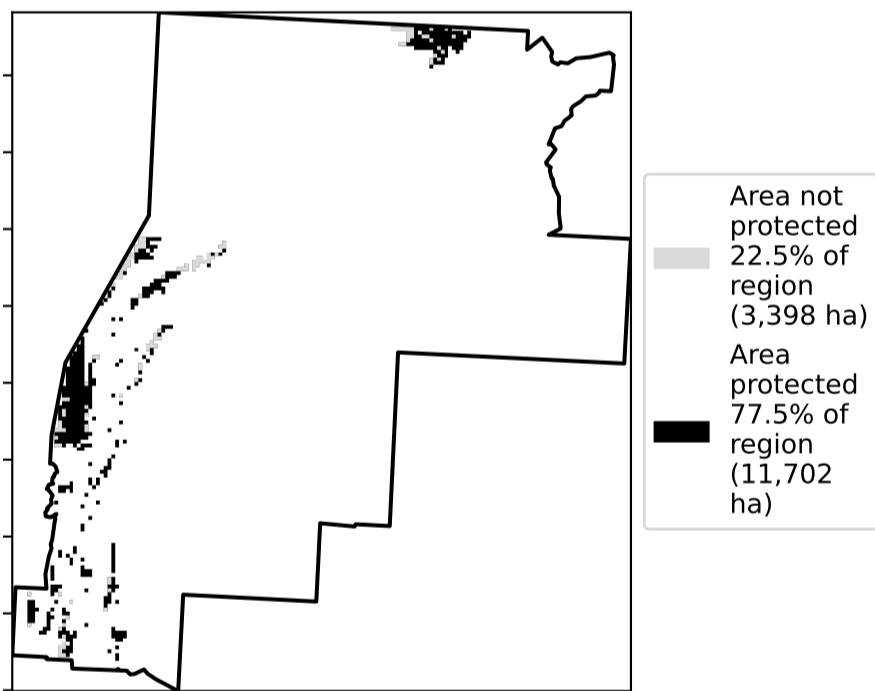 Area not
protected
22.5% of
region
(3,398 ha)
Area
protected
77.5% of
region
(11,702
ha)